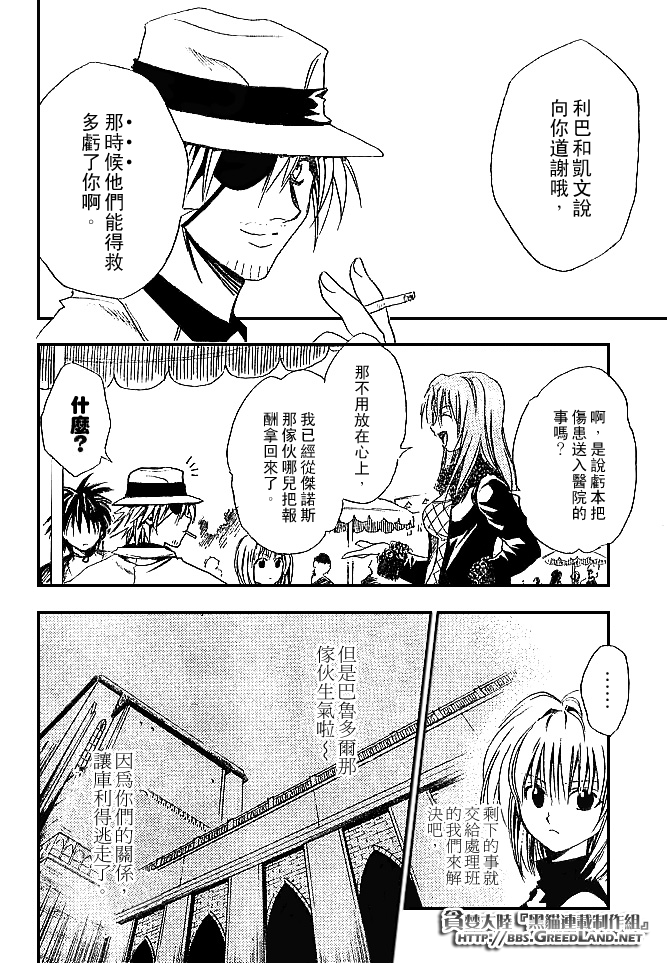 利巴和凱文說
向你道謝哦，
那時候他們能得救
多虧了你啊。
啊，是說虧本把
傷患送入醫院的
事嗎？
那不用放在心上，
我已經從傑諾斯
那傢伙哪兒把報
酬拿回來了。
什麼？
……
剩下的事就
交給處理班
的我們來解
決吧，
但是巴魯多爾那
傢伙生氣啦～
因為你們的關係，
讓庫利得逃走了。
貪婪大陸『黑貓連載制作組』
HTTP://BBS.GREEDLAND.NET